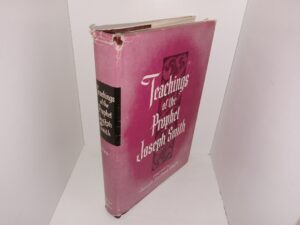 Teachings
of the
Prophet
Joseph Smith
Teachings
of the
Prophet
Joseph
Smith